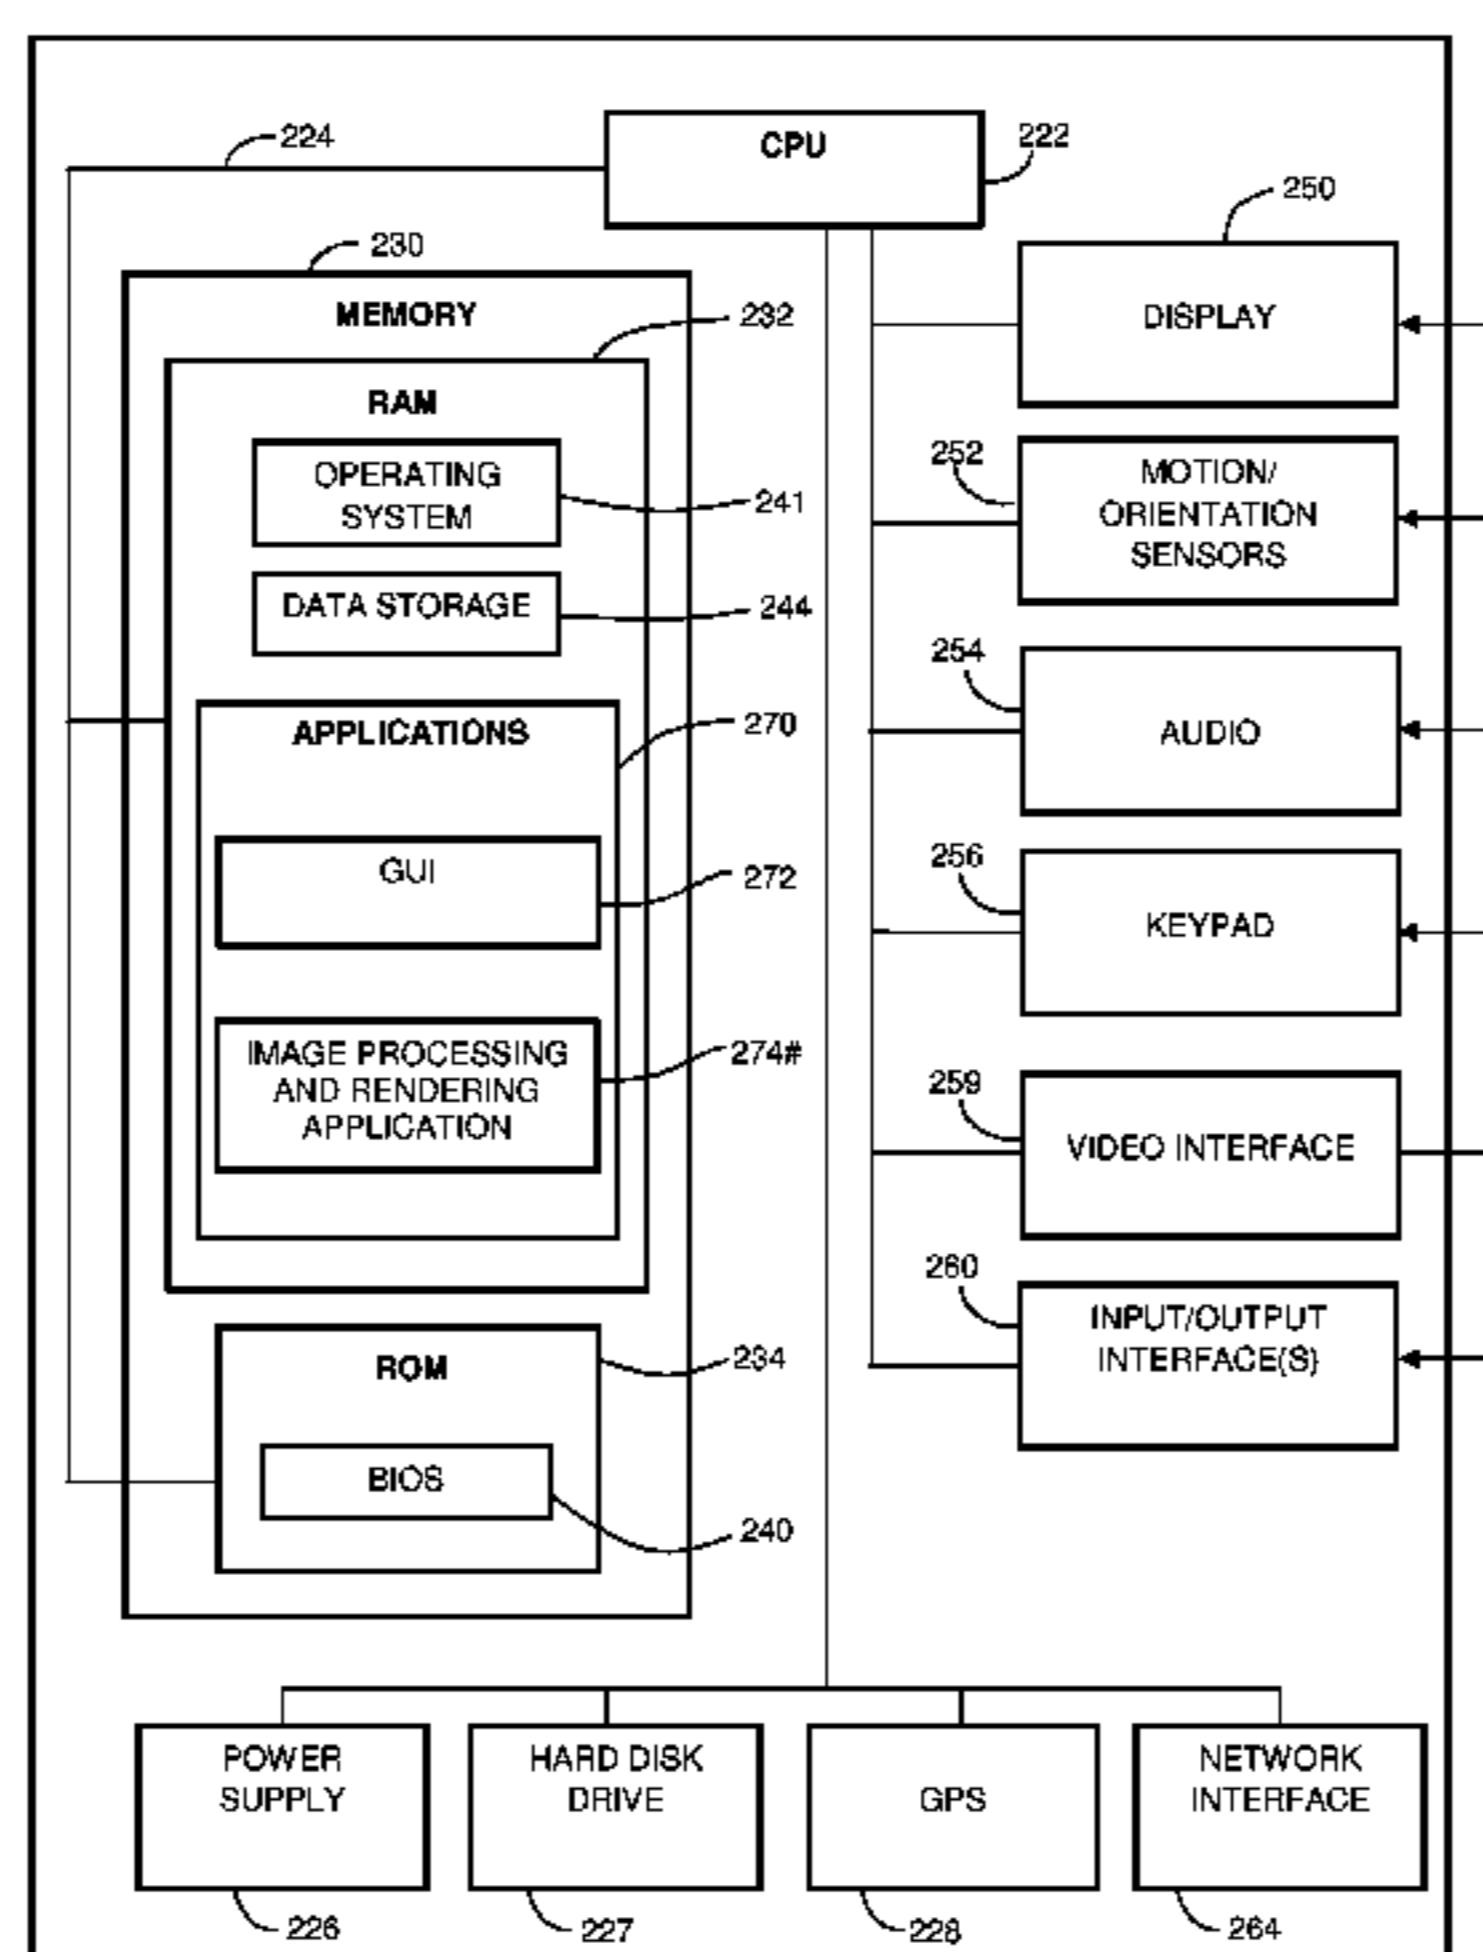 224
CPU
222
250
230
MEMORY
232
DISPLAY
RAM
OPERATING
SYSTEM
241
252
MOTION/
ORIENTATION
SENSORS
DATA STORAGE
244
254
AUDIO
APPLICATIONS
270
GUI
272
256
KEYPAD
IMAGE PROCESSING
AND RENDERING
APPLICATION
274#
259
VIDEO INTERFACE
260
INPUT/OUTPUT
INTERFACE(S)
ROM
234
BIOS
240
POWER
SUPPLY
HARD DISK
DRIVE
GPS
NETWORK
INTERFACE
226
227
228
264